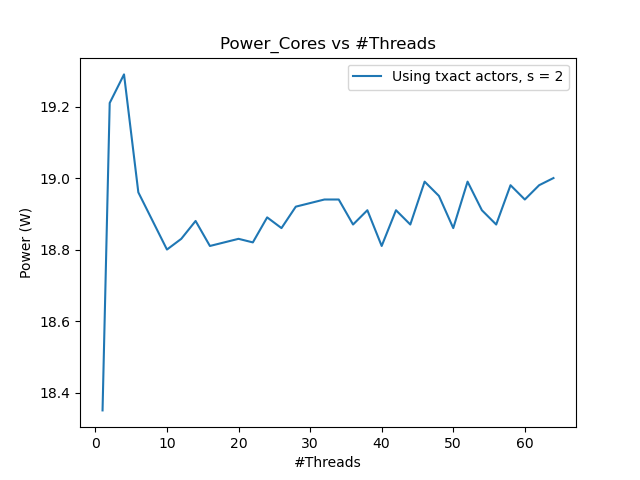 Power_Cores vs #Threads
Using txact actors, s = 2
Power (W)
19.2
19.0
18.8
18.6
18.4
0 10 20 30 40 50 60
#Threads